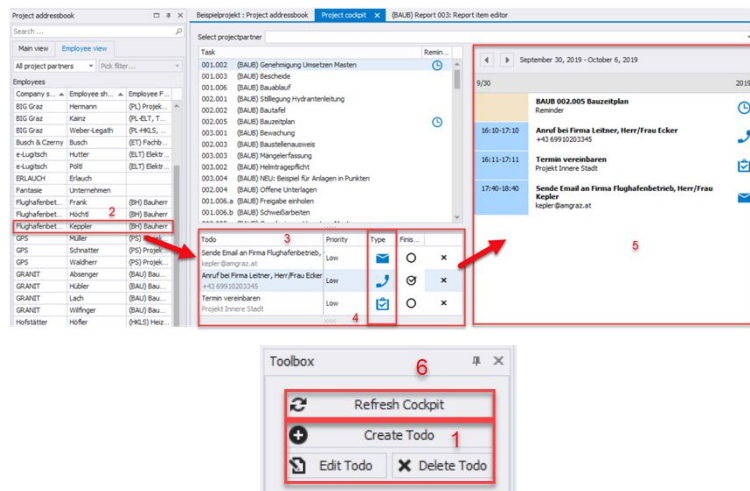 Project addressbook
Search ...
Main view Employee view
All project partners Pick filter...
Employees
Company s... Employee sh... Employee F...
BIG Graz Hermann (PL) Projek...
BIG Graz Kainz (PL-ELT, T...
BIG Graz Weber-Legath (PL-HKLS, ...
Busch & Czerny Busch (ET) Fachb...
e-Lugitsch Hutter (ELT) Elektr...
e-Lugitsch Pöltl (ELT) Elektr...
ERLAUCH Erlauch
Fantasie Unternehmen
Flughafenbet... Frank (BH) Bauherr
Flughafenbet... Höchtl (BH) Bauherr
2
Flughafenbet... Keppler (BH) Bauherr
GPS Müller (PS) Projek...
GPS Schnatter (PS) Projek...
GPS Waldherr (PS) Projek...
GRANIT Absenger (BAU) Bau...
GRANIT Hübler (BAU) Bau...
GRANIT Lach (BAU) Bau...
GRANIT Wilfinger (BAU) Bau...
Hofstätter Höfler (HKLS) Heiz...
Beispielprojekt : Project addressbook Project cockpit (BAUB) Report 003: Report item editor
Select projectpartner
Task Remin...
001.002 (BAUB) Genehmigung Umsetzen Masten
001.003 (BAUB) Bescheide
001.006 (BAUB) Bauablauf
002.001 (BAUB) Stilllegung Hydrantenleitung
002.002 (BAUB) Bautafel
002.005 (BAUB) Bauzeitplan
003.001 (BAUB) Bewachung
003.002 (BAUB) Baustellenausweis
003.003 (BAUB) Mängelerfassung
003.002 (BAUB) Helmtragepflicht
003.004 (BAUB) NEU: Beispiel für Anlagen in Punkten
002.004 (BAUB) Offene Unterlagen
001.006.a (BAUB) Freigabe einholen
001.006.b (BAUB) Schweißarbeiten
Todo 3 Priority Type Finis...
Sende Email an Firma Flughafenbetrieb,
kepler@amgraz.at
Low
Anruf bei Firma Leitner, Herr/Frau Ecker
+43 69910203345
Low
Termin vereinbaren
Projekt Innere Stadt
Low
4
September 30, 2019 - October 6, 2019
9/30 2019
BAUB 002.005 Bauzeitplan
Reminder
16:10-17:10 Anruf bei Firma Leitner, Herr/Frau Ecker
+43 69910203345
16:11-17:11 Termin vereinbaren
Projekt Innere Stadt
17:40-18:40 Sende Email an Firma Flughafenbetrieb, Herr/Frau
Kepler
kepler@amgraz.at
5
Toolbox
6
Refresh Cockpit
Create Todo 1
Edit Todo Delete Todo